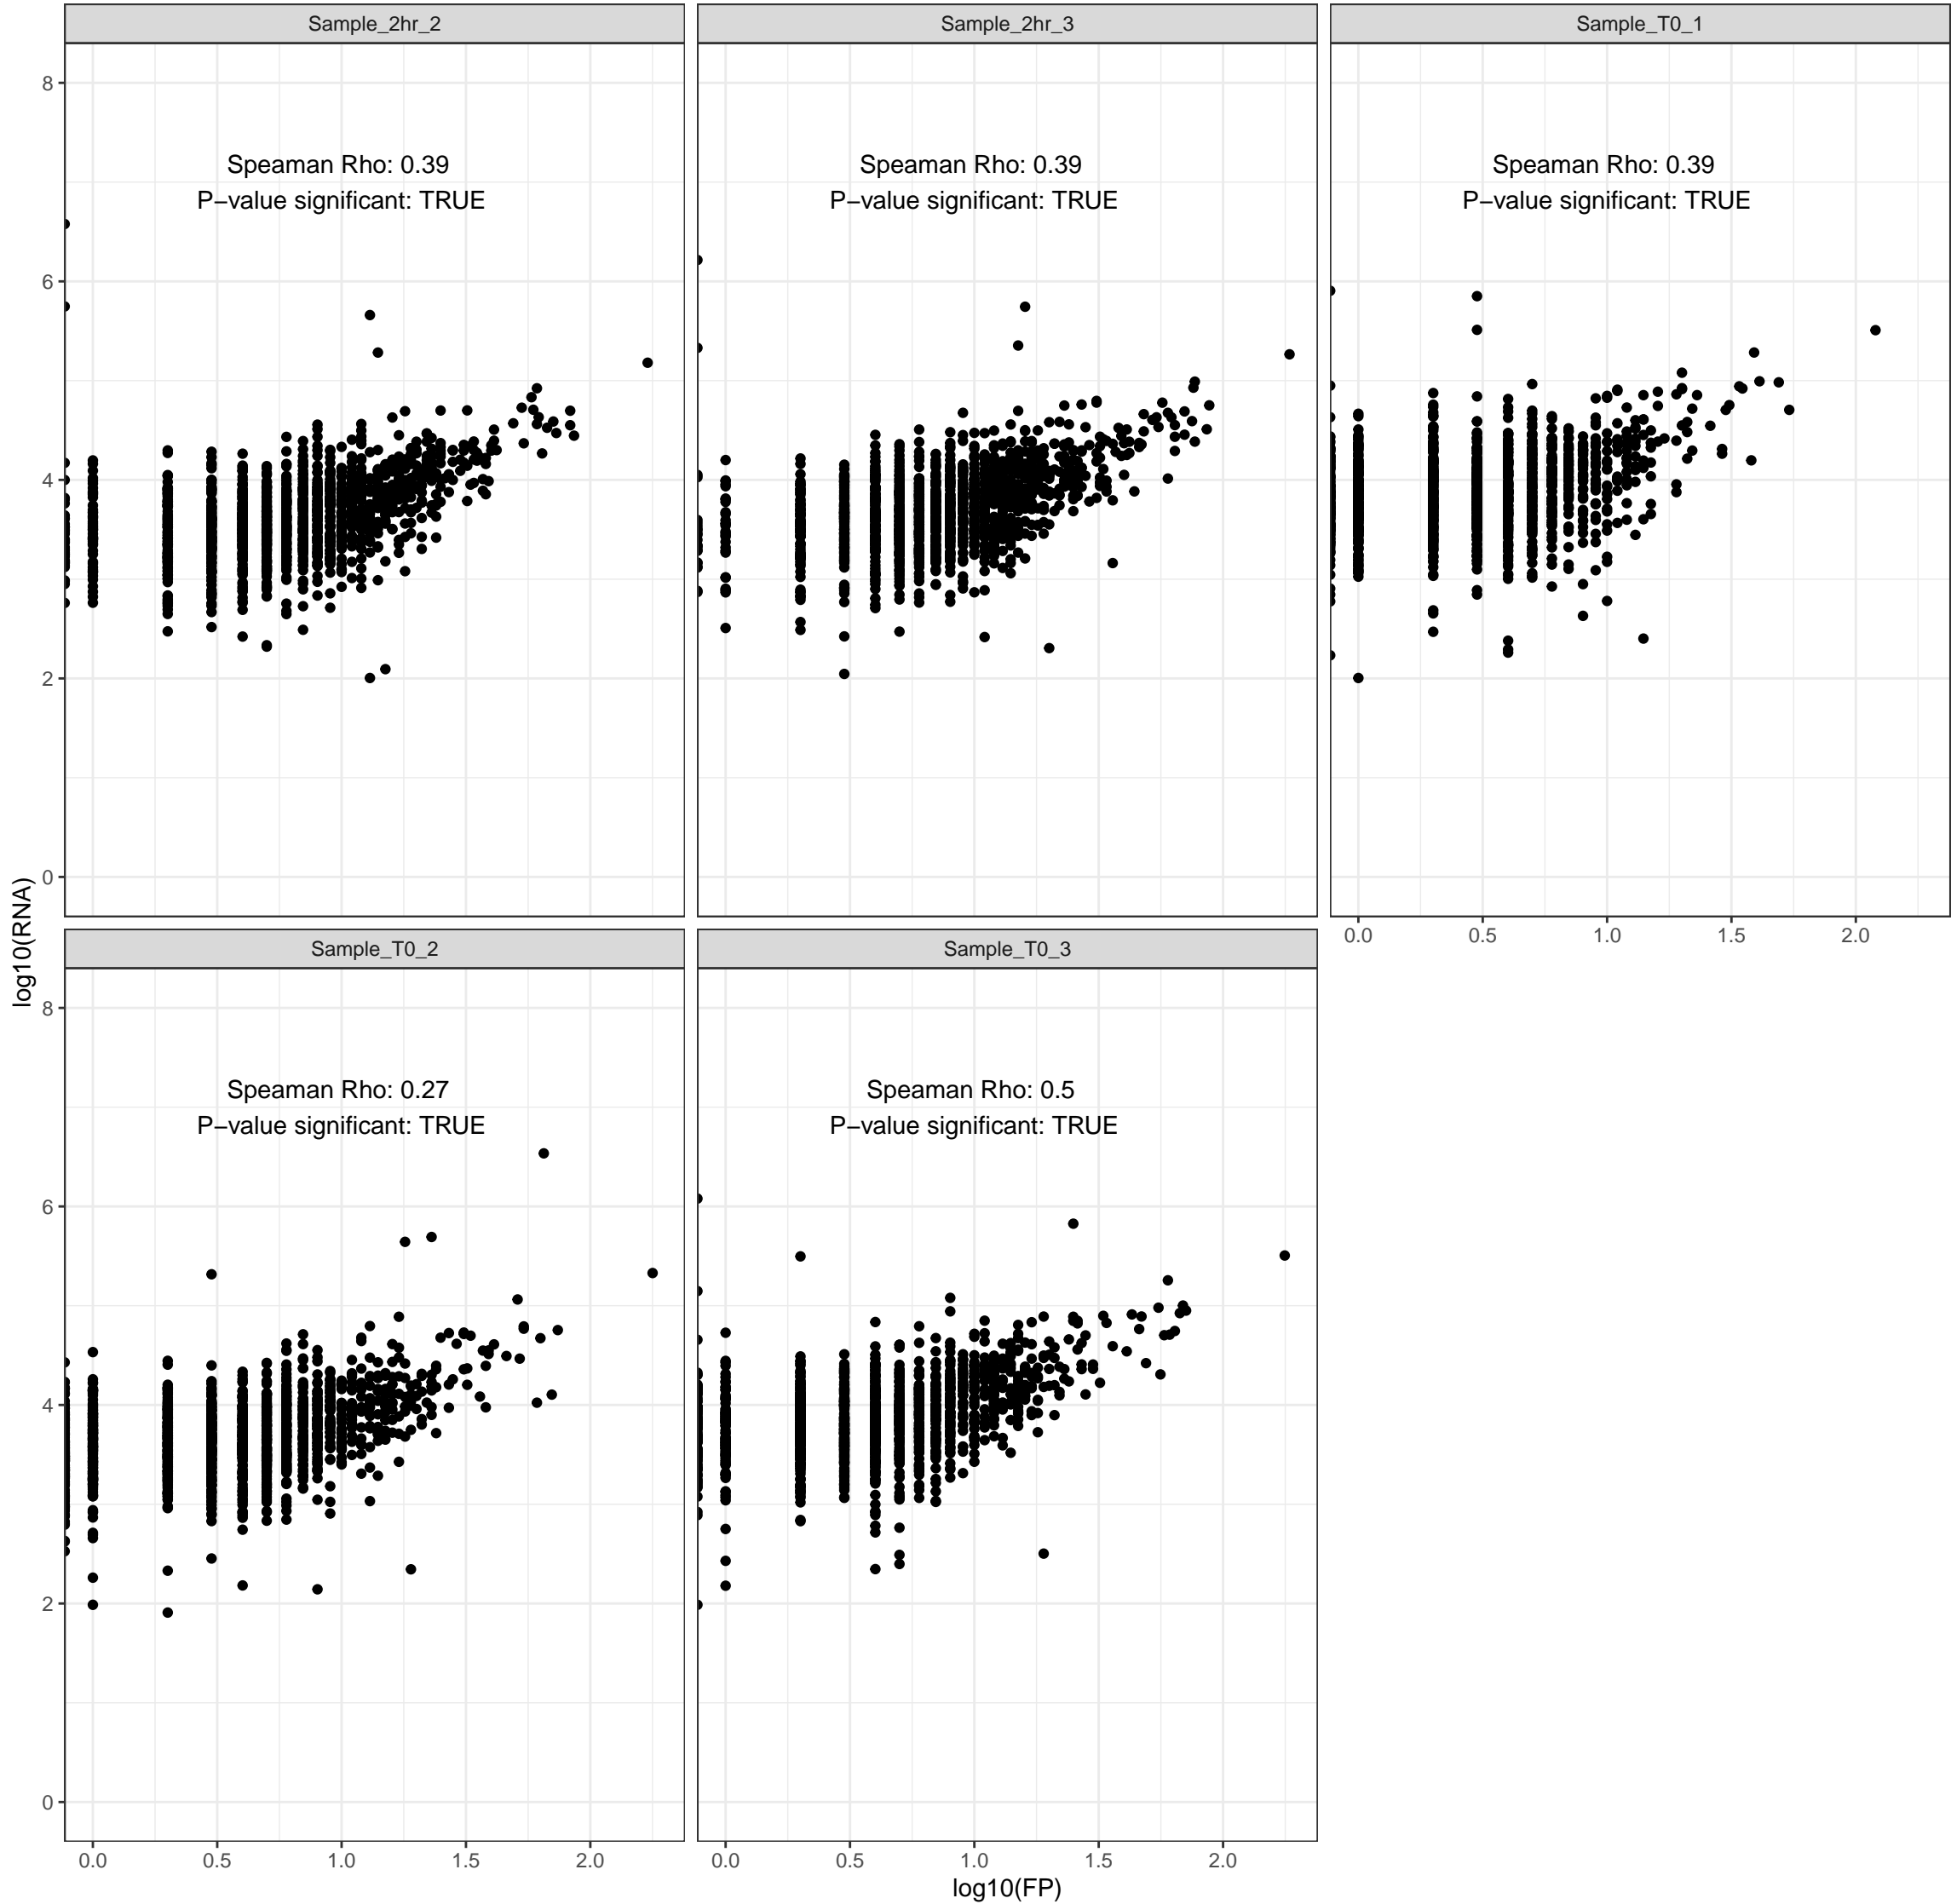 Sample_2hr_2
Sample_2hr_3
Sample_T0_1
8
6
4
2
0
Speaman Rho: 0.39
P−value significant: TRUE
Speaman Rho: 0.39
P−value significant: TRUE
Speaman Rho: 0.39
P−value significant: TRUE
0.0 0.5 1.0 1.5 2.0
log10(RNA)
Sample_T0_2
Sample_T0_3
8
6
4
2
0
Speaman Rho: 0.27
P−value significant: TRUE
Speaman Rho: 0.5
P−value significant: TRUE
0.0 0.5 1.0 1.5 2.0
0.0 0.5 1.0 1.5 2.0
log10(FP)